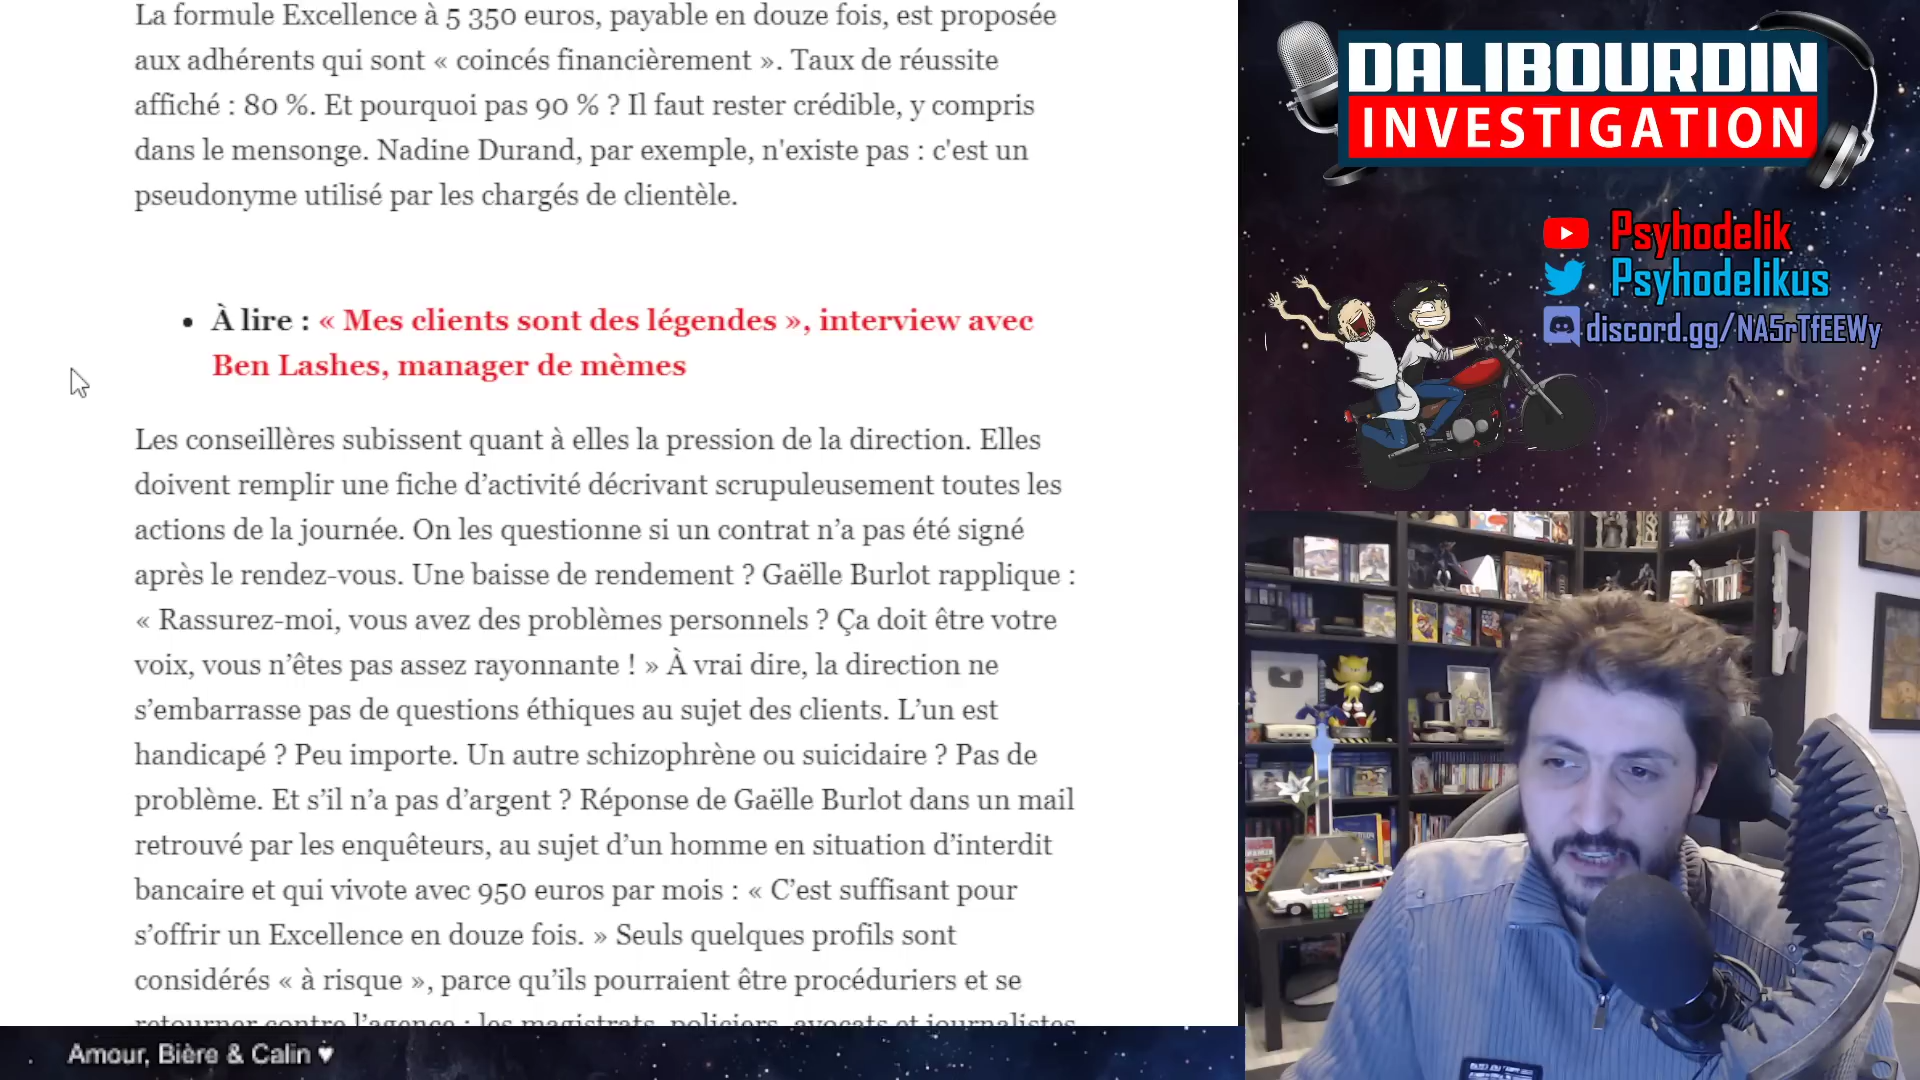 La formule Excellence à 5 350 euros, payable en douze fois, est proposée
aux adhérents qui sont « coincés financièrement ». Taux de réussite
affiché : 80 %. Et pourquoi pas 90 % ? Il faut rester crédible, y compris
dans le mensonge. Nadine Durand, par exemple, n'existe pas : c'est un
pseudonyme utilisé par les chargés de clientèle.
• À lire : « Mes clients sont des légendes », interview avec
Ben Lashes, manager de mèmes
Les conseillères subissent quant à elles la pression de la direction. Elles
doivent remplir une fiche d’activité décrivant scrupuleusement toutes les
actions de la journée. On les questionne si un contrat n’a pas été signé
après le rendez-vous. Une baisse de rendement ? Gaëlle Burlot rapplique :
« Rassurez-moi, vous avez des problèmes personnels ? Ça doit être votre
voix, vous n’êtes pas assez rayonnante ! » À vrai dire, la direction ne
s’embarrasse pas de questions éthiques au sujet des clients. L’un est
handicapé ? Peu importe. Un autre schizophrène ou suicidaire ? Pas de
problème. Et s’il n’a pas d’argent ? Réponse de Gaëlle Burlot dans un mail
retrouvé par les enquêteurs, au sujet d’un homme en situation d’interdit
bancaire et qui vivote avec 950 euros par mois : « C’est suffisant pour
s’offrir un Excellence en douze fois. » Seuls quelques profils sont
considérés « à risque », parce qu’ils pourraient être procéduriers et se
retourner contre l’agence : les magistrats, policiers, avocats et journalistes
. Amour, Bière & Calin ♥
DALIBOURDIN
INVESTIGATION
Psyhodelik
Psyhodelikus
discord.gg/NA5rTfEEWy